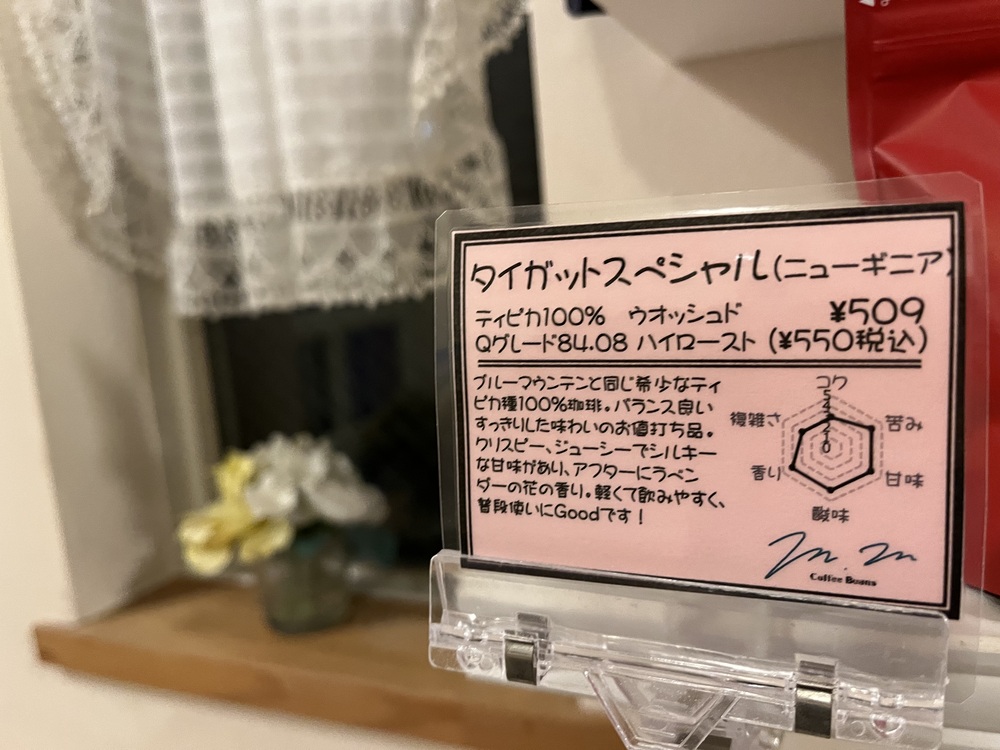 タイガットスペシャル(ニューギニア)
ティピカ100% ウオッシュド ¥509
Qグレード84.08 ハイロースト (¥550税込)
ブルーマウンテンと同じ希少なティ
ピカ種100%珈琲。バランス良い
すっきりした味わいのお値打ち品。
クリスピー、ジューシーでシルキー
な甘味があり、アフターにラベン
ダーの花の香り。軽くて飲みやすく、
普段使いにGoodです！
コク
苦み
甘味
酸味
香り
複雑さ
5
4
3
2
1
0
Coffee Beans